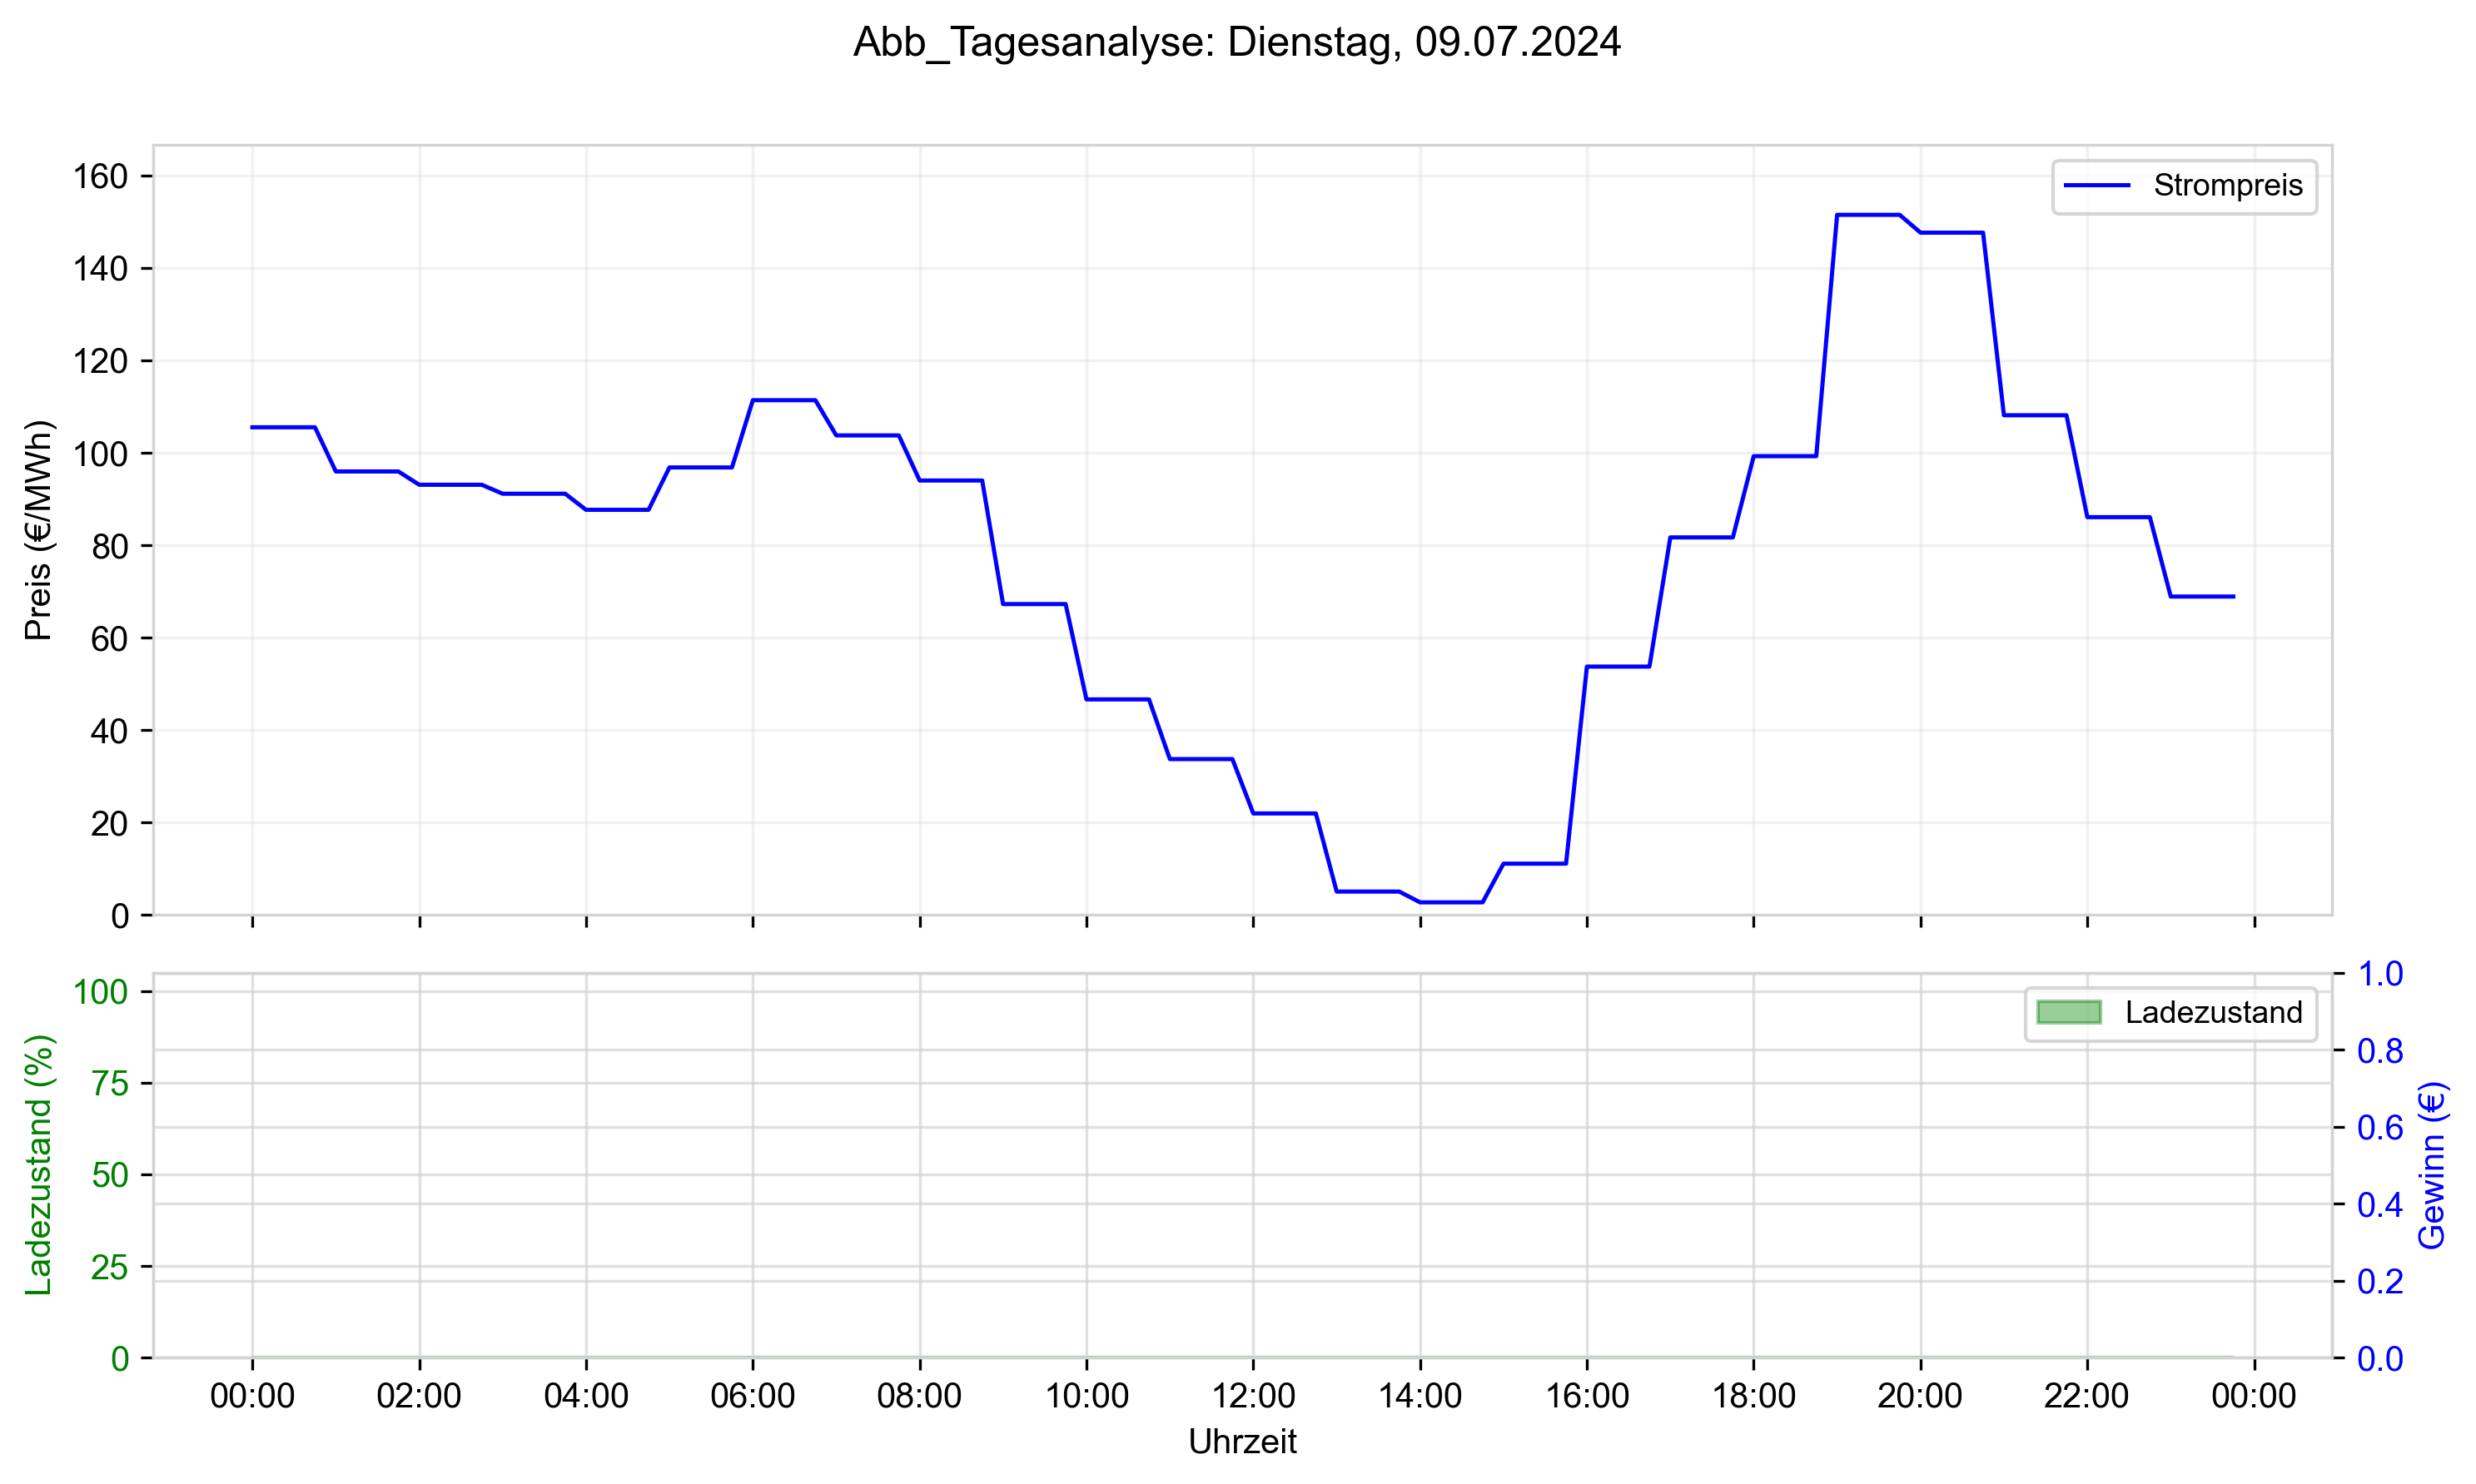 Abb_Tagesanalyse: Dienstag, 09.07.2024
160
140
120
100
80
60
40
20
0
Preis (€/MWh)
Strompreis
100
75
50
25
0
Ladezustand (%)
Ladezustand
1.0
0.8
0.6
0.4
0.2
0.0
Gewinn (€)
00:00 02:00 04:00 06:00 08:00 10:00 12:00 14:00 16:00 18:00 20:00 22:00 00:00
Uhrzeit